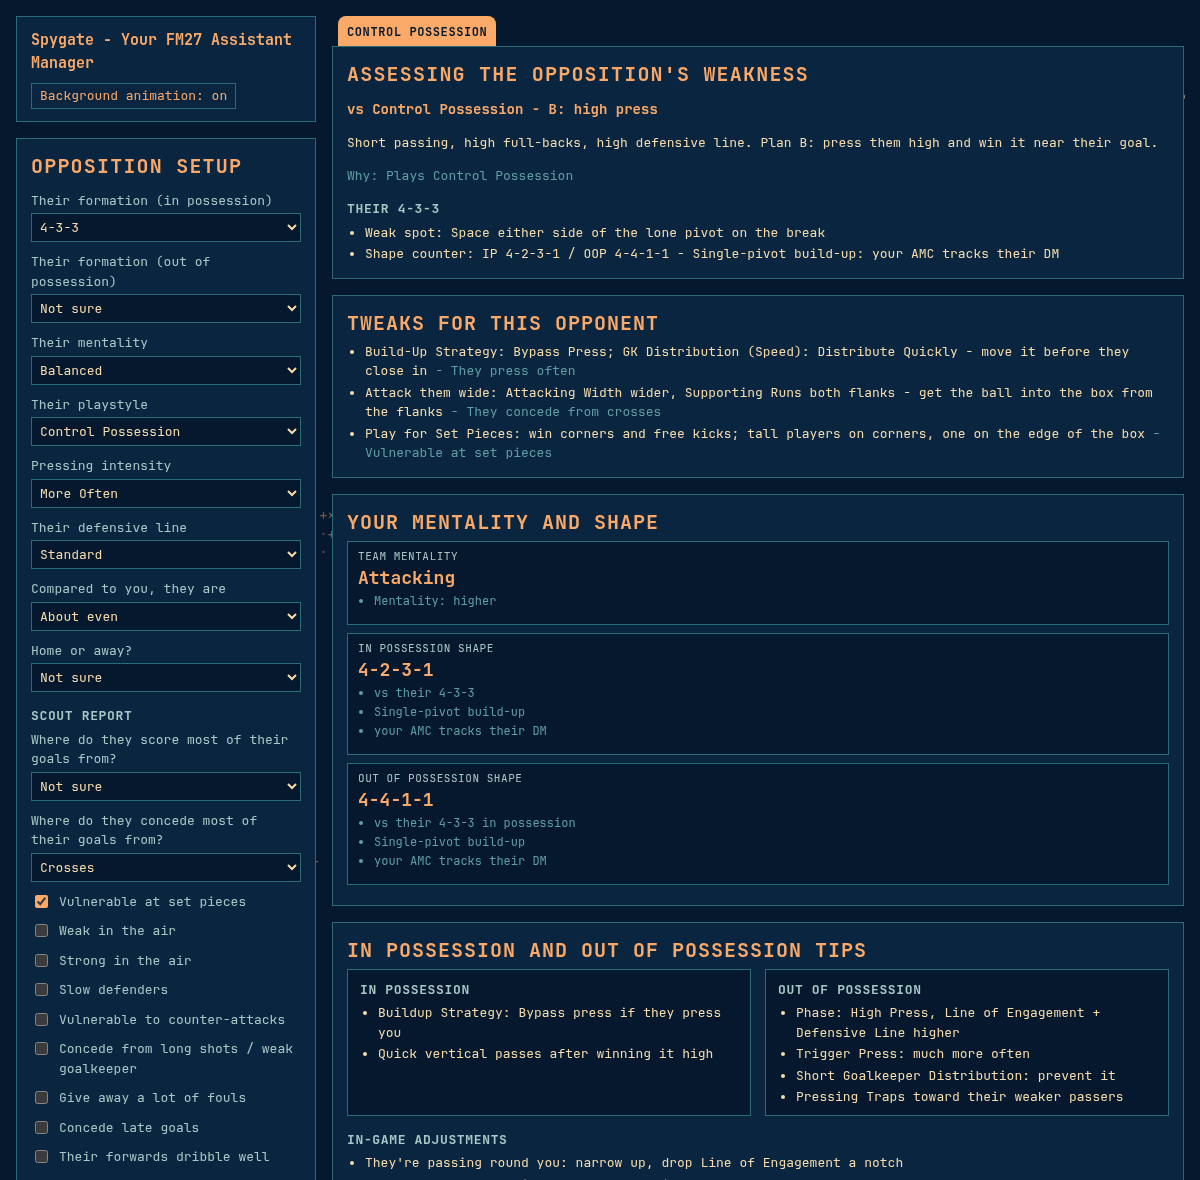 Spygate - Your FM27 Assistant
Manager
Background animation: on
OPPOSITION SETUP
Their formation (in possession)
4-3-3
Their formation (out of
possession)
Not sure
Their mentality
Balanced
Their playstyle
Control Possession
Pressing intensity
More Often
Their defensive line
Standard
Compared to you, they are
About even
Home or away?
Not sure
SCOUT REPORT
Where do they score most of their
goals from?
Not sure
Where do they concede most of
their goals from?
Crosses
Vulnerable at set pieces
Weak in the air
Strong in the air
Slow defenders
Vulnerable to counter-attacks
Concede from long shots / weak
goalkeeper
Give away a lot of fouls
Concede late goals
Their forwards dribble well
CONTROL POSSESSION
ASSESSING THE OPPOSITION'S WEAKNESS
vs Control Possession - B: high press
Short passing, high full-backs, high defensive line. Plan B: press them high and win it near their goal.
Why: Plays Control Possession
THEIR 4-3-3
• Weak spot: Space either side of the lone pivot on the break
• Shape counter: IP 4-2-3-1 / OOP 4-4-1-1 - Single-pivot build-up: your AMC tracks their DM
TWEAKS FOR THIS OPPONENT
• Build-Up Strategy: Bypass Press; GK Distribution (Speed): Distribute Quickly - move it before they
close in - They press often
• Attack them wide: Attacking Width wider, Supporting Runs both flanks - get the ball into the box from
the flanks - They concede from crosses
• Play for Set Pieces: win corners and free kicks; tall players on corners, one on the edge of the box -
Vulnerable at set pieces
YOUR MENTALITY AND SHAPE
TEAM MENTALITY
Attacking
• Mentality: higher
IN POSSESSION SHAPE
4-2-3-1
• vs their 4-3-3
• Single-pivot build-up
• your AMC tracks their DM
OUT OF POSSESSION SHAPE
4-4-1-1
• vs their 4-3-3 in possession
• Single-pivot build-up
• your AMC tracks their DM
IN POSSESSION AND OUT OF POSSESSION TIPS
IN POSSESSION
• Buildup Strategy: Bypass press if they press
you
• Quick vertical passes after winning it high
OUT OF POSSESSION
• Phase: High Press, Line of Engagement +
Defensive Line higher
• Trigger Press: much more often
• Short Goalkeeper Distribution: prevent it
• Pressing Traps toward their weaker passers
IN-GAME ADJUSTMENTS
• They're passing round you: narrow up, drop Line of Engagement a notch